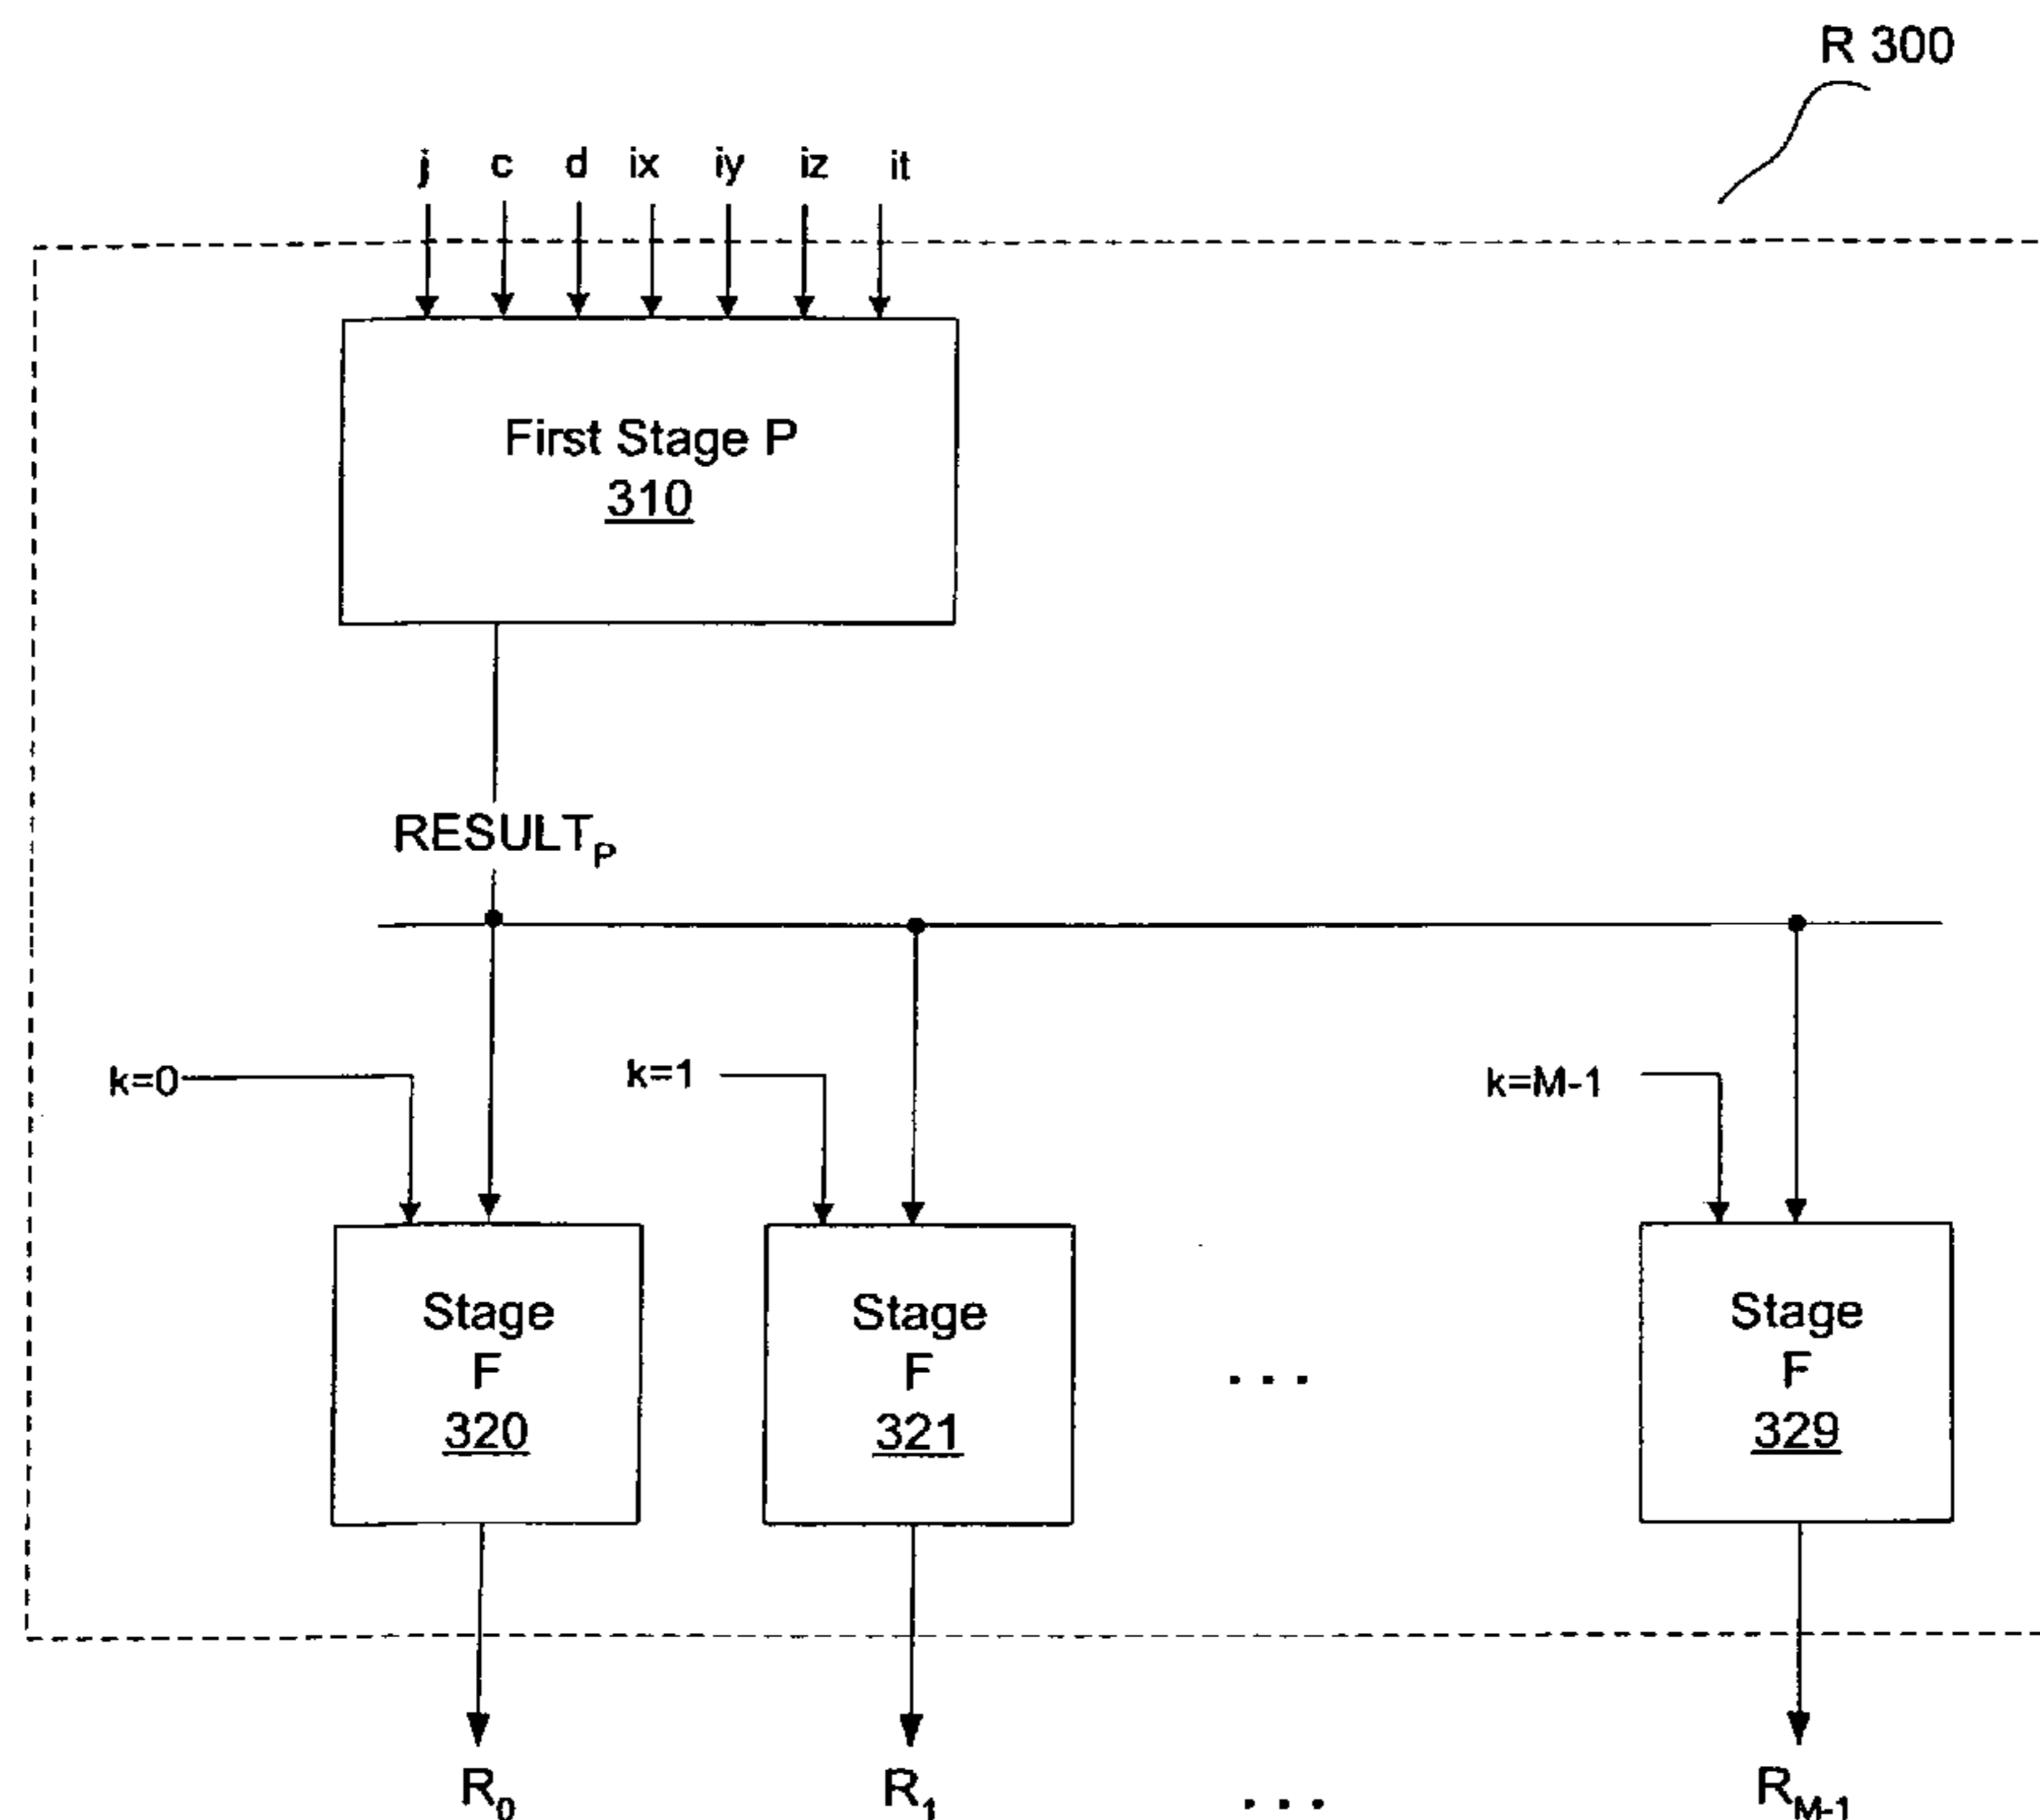 R 300
j c d ix iy iz it
First Stage P
310
RESULTP
k=0 k=1 k=M-1
Stage Stage Stage
F F F
320 321 ... 329
R0 R1 ... RM-1